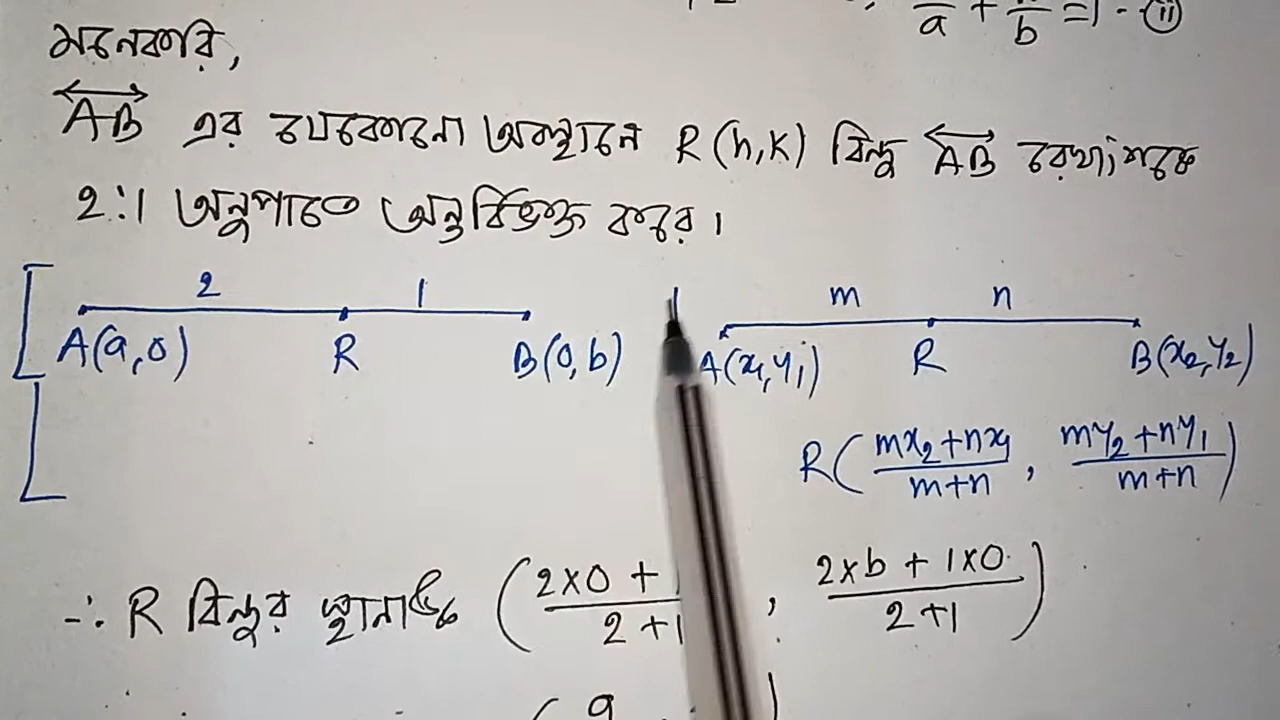 a + b = 1 - (ii)
মনেকরি,
AB এর যেকোনো অবস্থানে R(h,k) বিন্দু AB রেখাংশকে
2:1 অনুপাতে অন্তর্বিভক্ত করে।
2 1 m n
A(a,0) R B(0,b) A(x₁,y₁) R B(x₂,y₂)
R((mx₂+nx₁)/(m+n), (my₂+ny₁)/(m+n))
∴ R বিন্দুর স্থানাঙ্ক ((2×0 + )/(2+1), (2×b + 1×0)/(2+1))
( a )